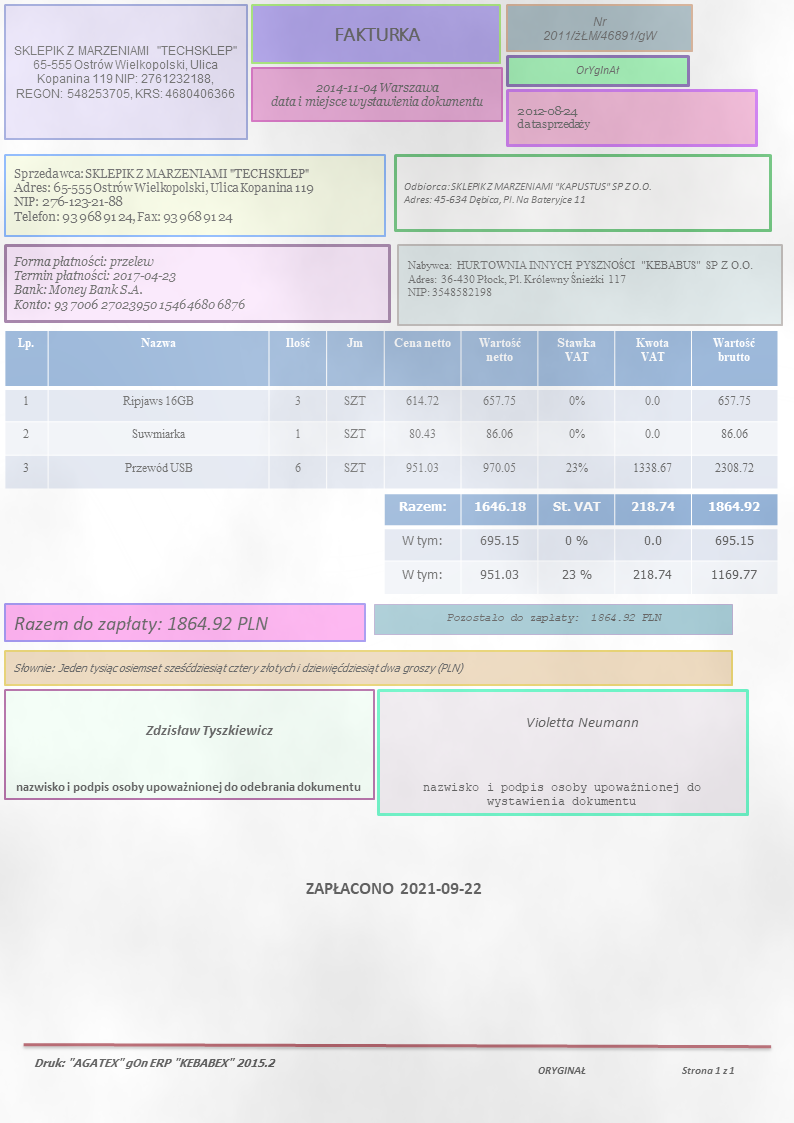 SKLEPIK Z MARZENIAMI "TECHSKLEP"
65-555 Ostrów Wielkopolski, Ulica
Kopanina 119 NIP: 2761232188,
REGON: 548253705, KRS: 4680406366
FAKTURKA
2014-11-04 Warszawa
data i miejsce wystawienia dokumentu
Nr
2011/żŁM/46891/gW
OrYgInAł
2012-08-24
data sprzedaży
Sprzedawca: SKLEPIK Z MARZENIAMI "TECHSKLEP"
Adres: 65-555 Ostrów Wielkopolski, Ulica Kopanina 119
NIP: 276-123-21-88
Telefon: 93 968 91 24, Fax: 93 968 91 24
Odbiorca: SKLEPIK Z MARZENIAMI "KAPUSTUS" SP Z O.O.
Adres: 45-634 Dębica, Pl. Na Bateryjce 11
Forma płatności: przelew
Termin płatności: 2017-04-23
Bank: Money Bank S.A.
Konto: 93 7006 27023950 1546 4680 6876
Nabywca: HURTOWNIA INNYCH PYSZNOŚCI "KEBABUS" SP Z O.O.
Adres: 36-430 Płock, Pl. Królewny Śnieżki 117
NIP: 3548582198
Lp. Nazwa Ilość Jm Cena netto Wartość netto Stawka VAT Kwota VAT Wartość brutto
1 Ripjaws 16GB 3 SZT 614.72 657.75 0% 0.0 657.75
2 Suwmiarka 1 SZT 80.43 86.06 0% 0.0 86.06
3 Przewód USB 6 SZT 951.03 970.05 23% 1338.67 2308.72
Razem: 1646.18 St. VAT 218.74 1864.92
W tym: 695.15 0 % 0.0 695.15
W tym: 951.03 23 % 218.74 1169.77
Razem do zapłaty: 1864.92 PLN
Pozostało do zapłaty: 1864.92 PLN
Słownie: Jeden tysiąc osiemset sześćdziesiąt cztery złotych i dziewięćdziesiąt dwa groszy (PLN)
Zdzisław Tyszkiewicz
nazwisko i podpis osoby upoważnionej do odebrania dokumentu
Violetta Neumann
nazwisko i podpis osoby upoważnionej do
wystawienia dokumentu
ZAPŁACONO 2021-09-22
Druk: "AGATEX" gOn ERP "KEBABEX" 2015.2
ORYGINAŁ
Strona 1 z 1